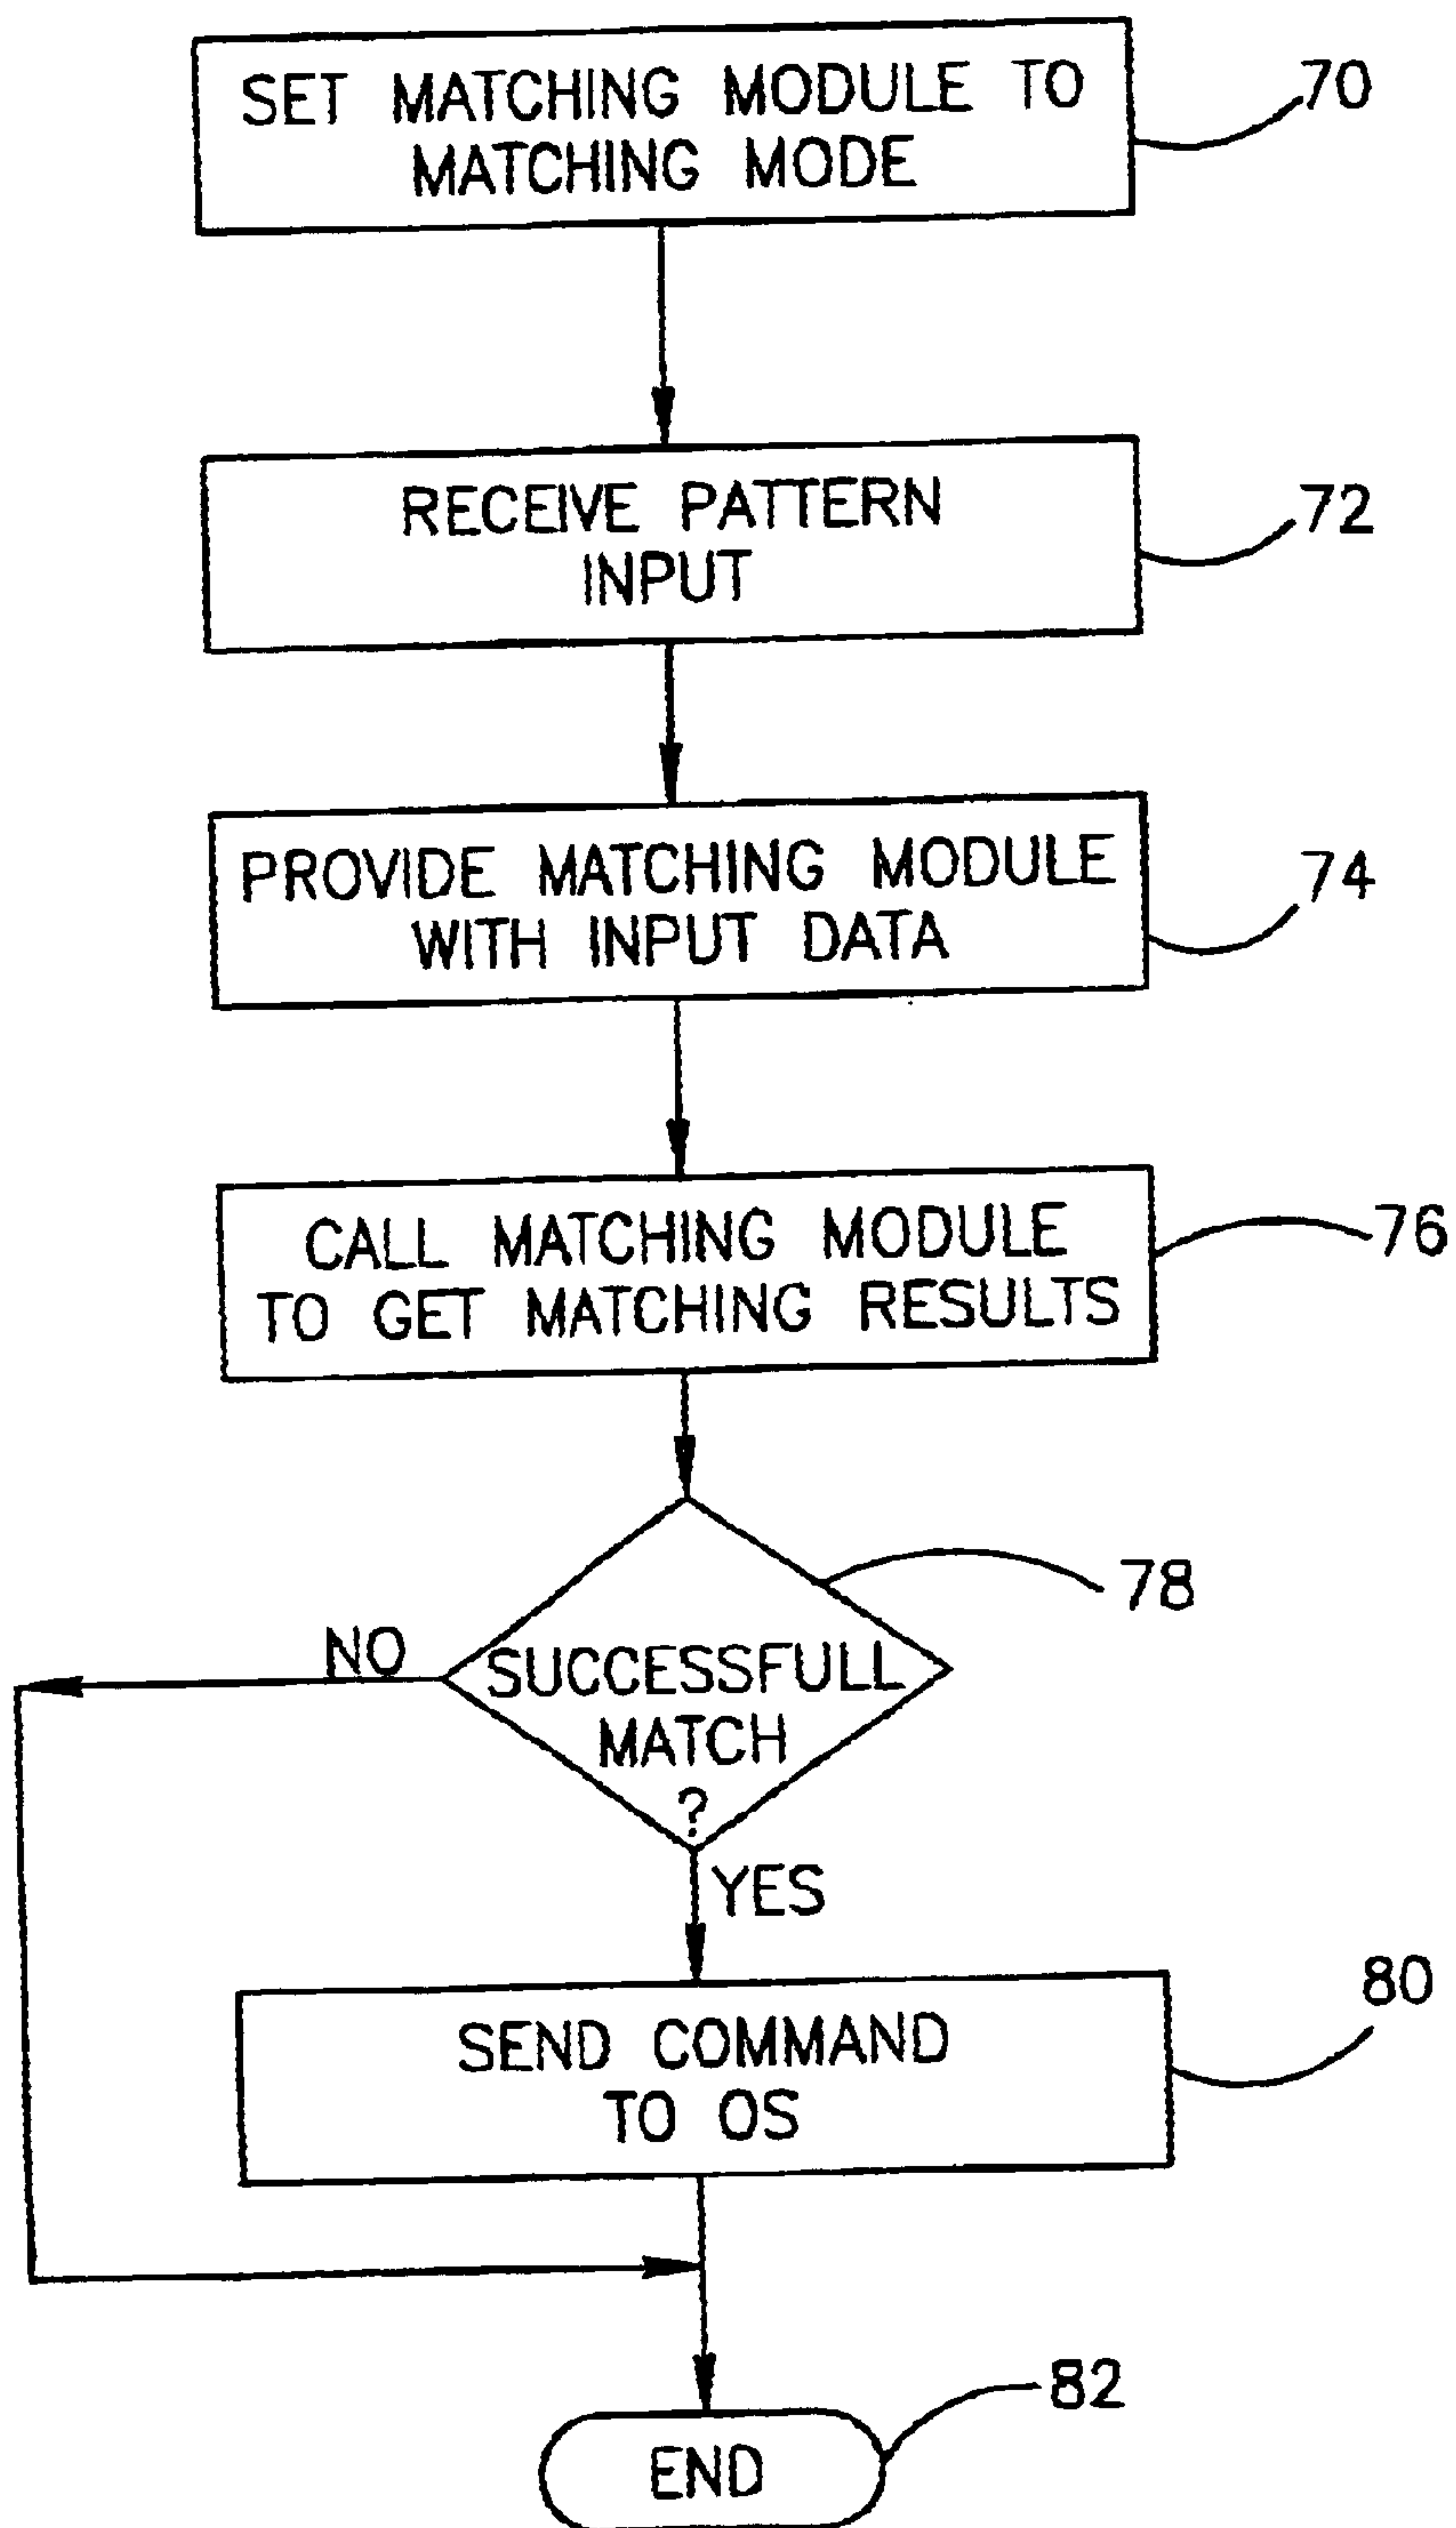 SET MATCHING MODULE TO
MATCHING MODE
70
RECEIVE PATTERN
INPUT
72
PROVIDE MATCHING MODULE
WITH INPUT DATA
74
CALL MATCHING MODULE
TO GET MATCHING RESULTS
76
78
NO
SUCCESSFULL
MATCH
?
YES
80
SEND COMMAND
TO OS
82
END